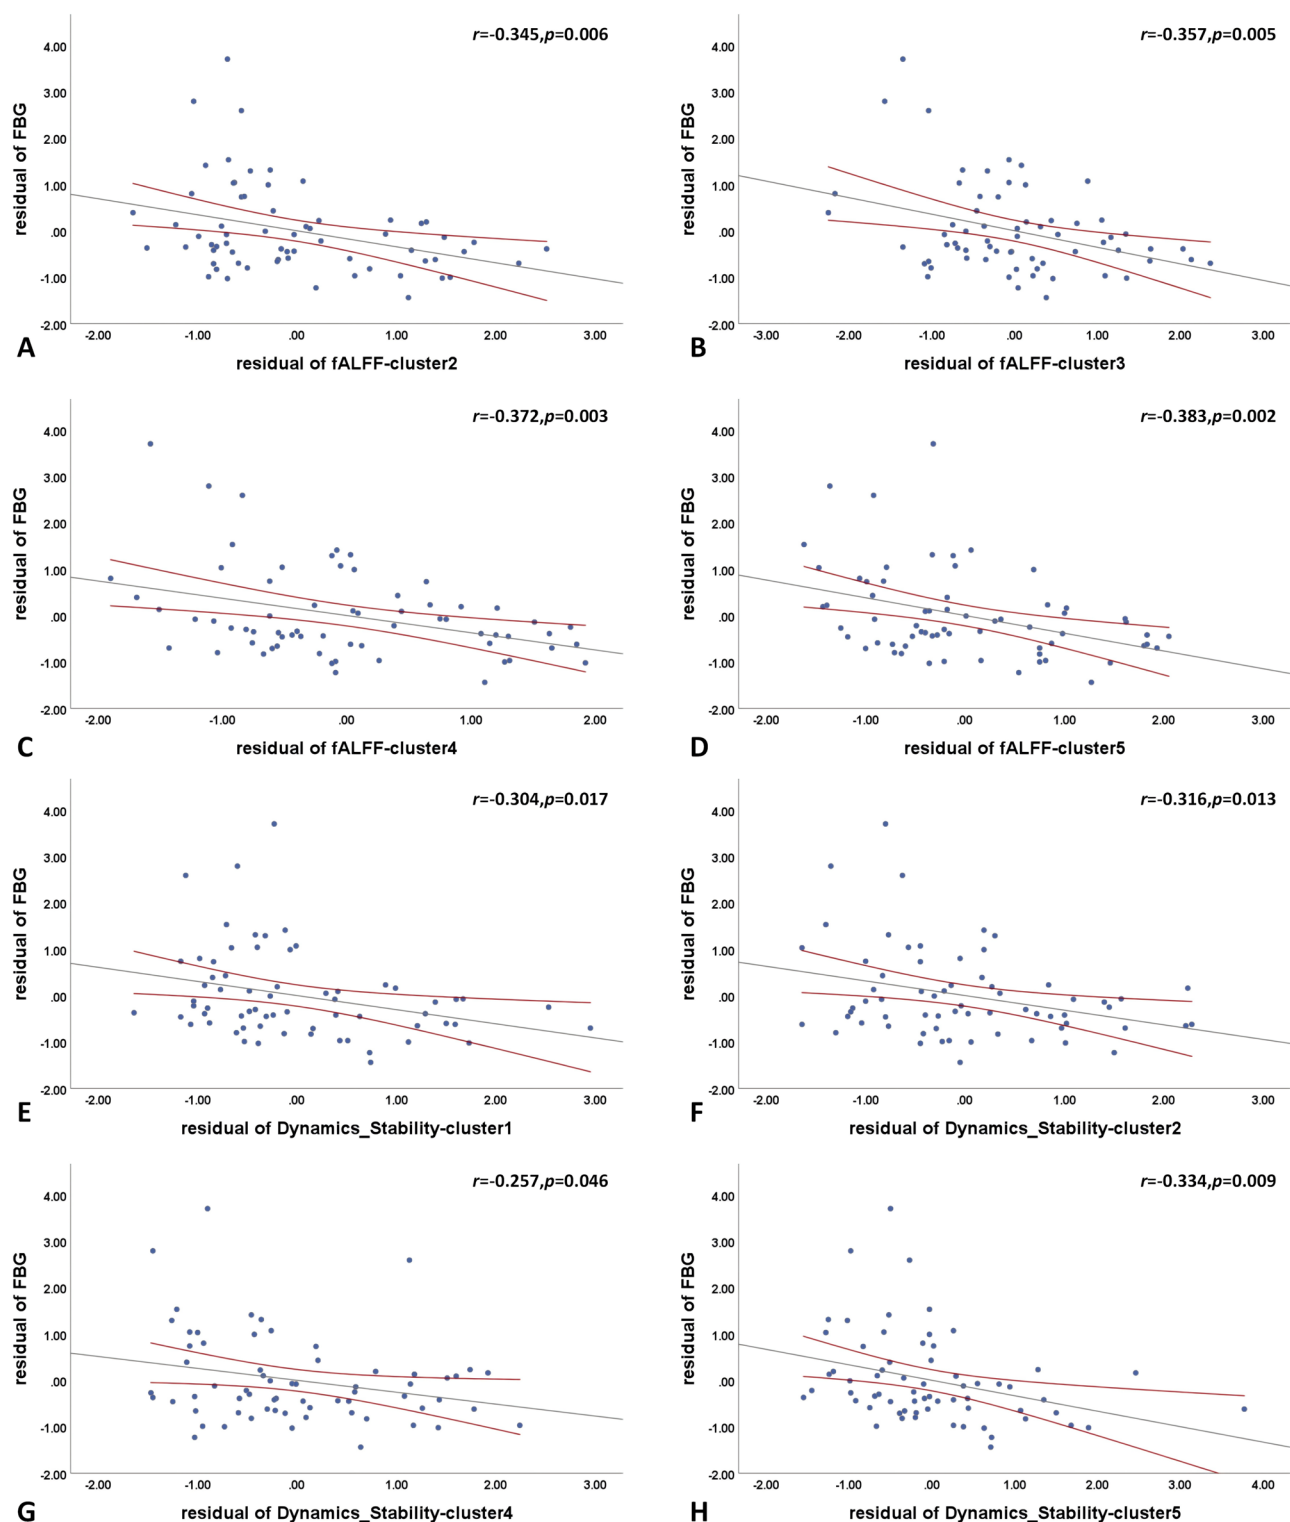 r=-0.345,p=0.006
4.00
3.00
2.00
1.00
.00
-1.00
-2.00
residual of FBG
-2.00 -1.00 .00 1.00 2.00 3.00
A
residual of fALFF-cluster2
r=-0.357,p=0.005
4.00
3.00
2.00
1.00
.00
-1.00
-2.00
residual of FBG
-3.00 -2.00 -1.00 .00 1.00 2.00 3.00
B
residual of fALFF-cluster3
r=-0.372,p=0.003
4.00
3.00
2.00
1.00
.00
-1.00
-2.00
residual of FBG
-2.00 -1.00 .00 1.00 2.00
C
residual of fALFF-cluster4
r=-0.383,p=0.002
4.00
3.00
2.00
1.00
.00
-1.00
-2.00
residual of FBG
-2.00 -1.00 .00 1.00 2.00 3.00
D
residual of fALFF-cluster5
r=-0.304,p=0.017
4.00
3.00
2.00
1.00
.00
-1.00
-2.00
residual of FBG
-2.00 -1.00 .00 1.00 2.00 3.00
E
residual of Dynamics_Stability-cluster1
r=-0.316,p=0.013
4.00
3.00
2.00
1.00
.00
-1.00
-2.00
residual of FBG
-2.00 -1.00 .00 1.00 2.00 3.00
F
residual of Dynamics_Stability-cluster2
r=-0.257,p=0.046
4.00
3.00
2.00
1.00
.00
-1.00
-2.00
residual of FBG
-2.00 -1.00 .00 1.00 2.00 3.00
G
residual of Dynamics_Stability-cluster4
r=-0.334,p=0.009
4.00
3.00
2.00
1.00
.00
-1.00
-2.00
residual of FBG
-2.00 -1.00 .00 1.00 2.00 3.00 4.00
H
residual of Dynamics_Stability-cluster5